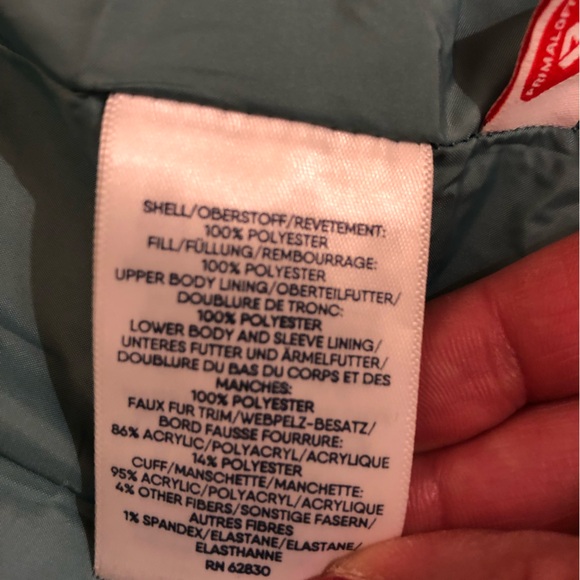 PRIMALOFT
SHELL/OBERSTOFF/REVETEMENT:
100% POLYESTER
FILL/FÜLLUNG/REMBOURRAGE:
100% POLYESTER
UPPER BODY LINING/OBERTEILFUTTER/
DOUBLURE DE TRONC:
100% POLYESTER
LOWER BODY AND SLEEVE LINING/
UNTERES FUTTER UND ÄRMELFUTTER/
DOUBLURE DU BAS DU CORPS ET DES
MANCHES:
100% POLYESTER
FAUX FUR TRIM/WEBPELZ-BESATZ/
BORD FAUSSE FOURRURE:
86% ACRYLIC/POLYACRYL/ACRYLIQUE
14% POLYESTER
CUFF/MANSCHETTE/MANCHETTE:
95% ACRYLIC/POLYACRYL/ACRYLIQUE
4% OTHER FIBERS/SONSTIGE FASERN/
AUTRES FIBRES
1% SPANDEX/ELASTANE/ELASTANE/
ELASTHANNE
RN 62830